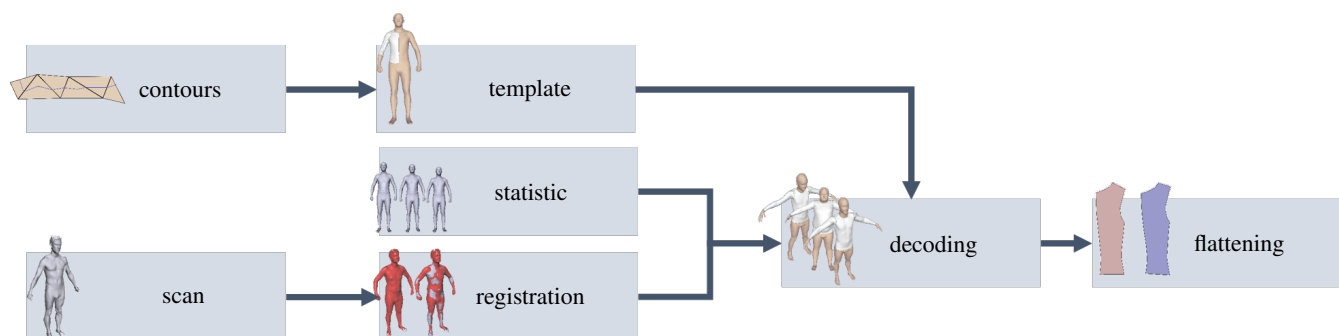 contours
template
statistic
decoding
flattening
scan
registration